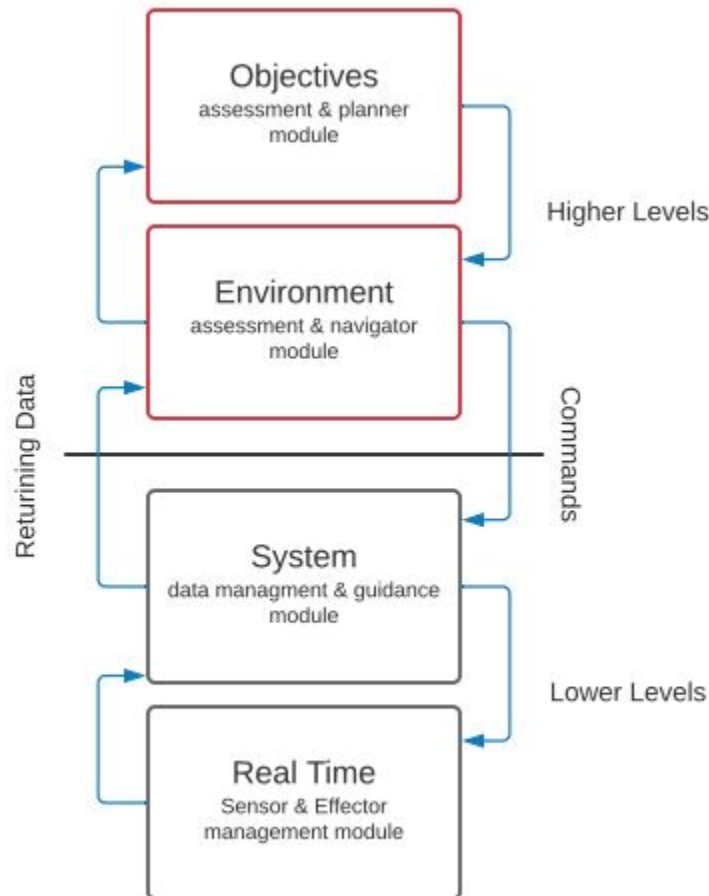 Objectives
assessment & planner
module
Higher Levels
Environment
assessment & navigator
module
Returining Data
Commands
System
data managment & guidance
module
Lower Levels
Real Time
Sensor & Effector
management module